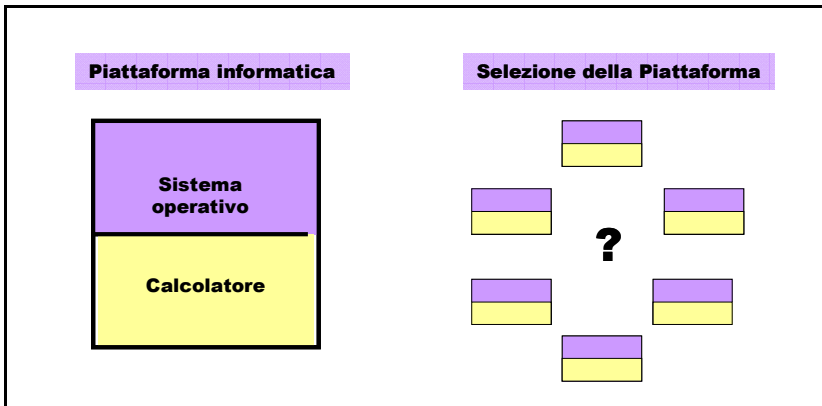 Piattaforma informatica
Selezione della Piattaforma
Sistema
operativo
Calcolatore
?